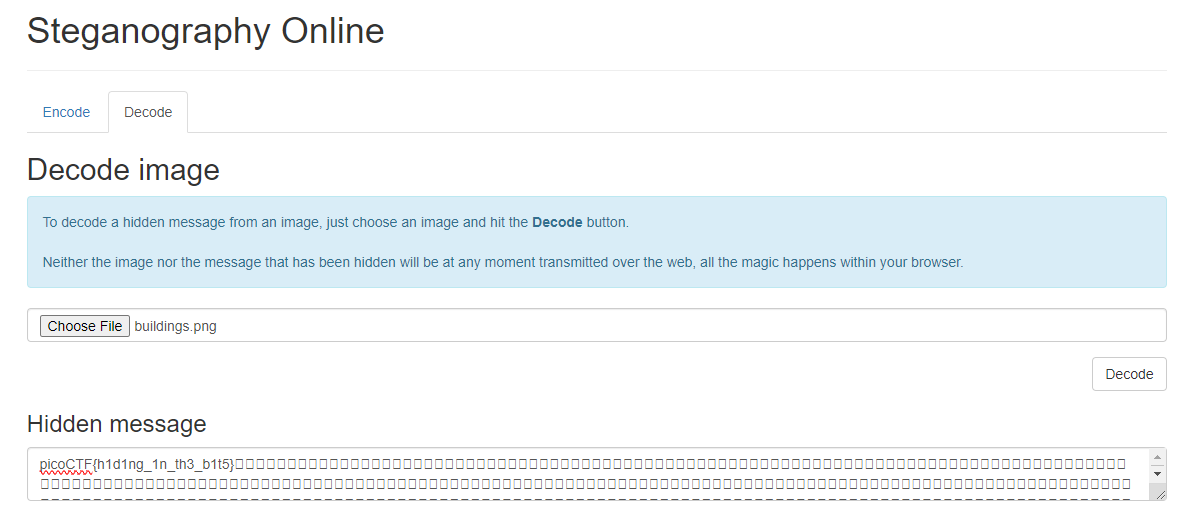 Steganography Online
Encode Decode
Decode image
To decode a hidden message from an image, just choose an image and hit the Decode button.
Neither the image nor the message that has been hidden will be at any moment transmitted over the web, all the magic happens within your browser.
Choose File buildings.png
Decode
Hidden message
picoCTF{h1d1ng_1n_th3_b1t5}